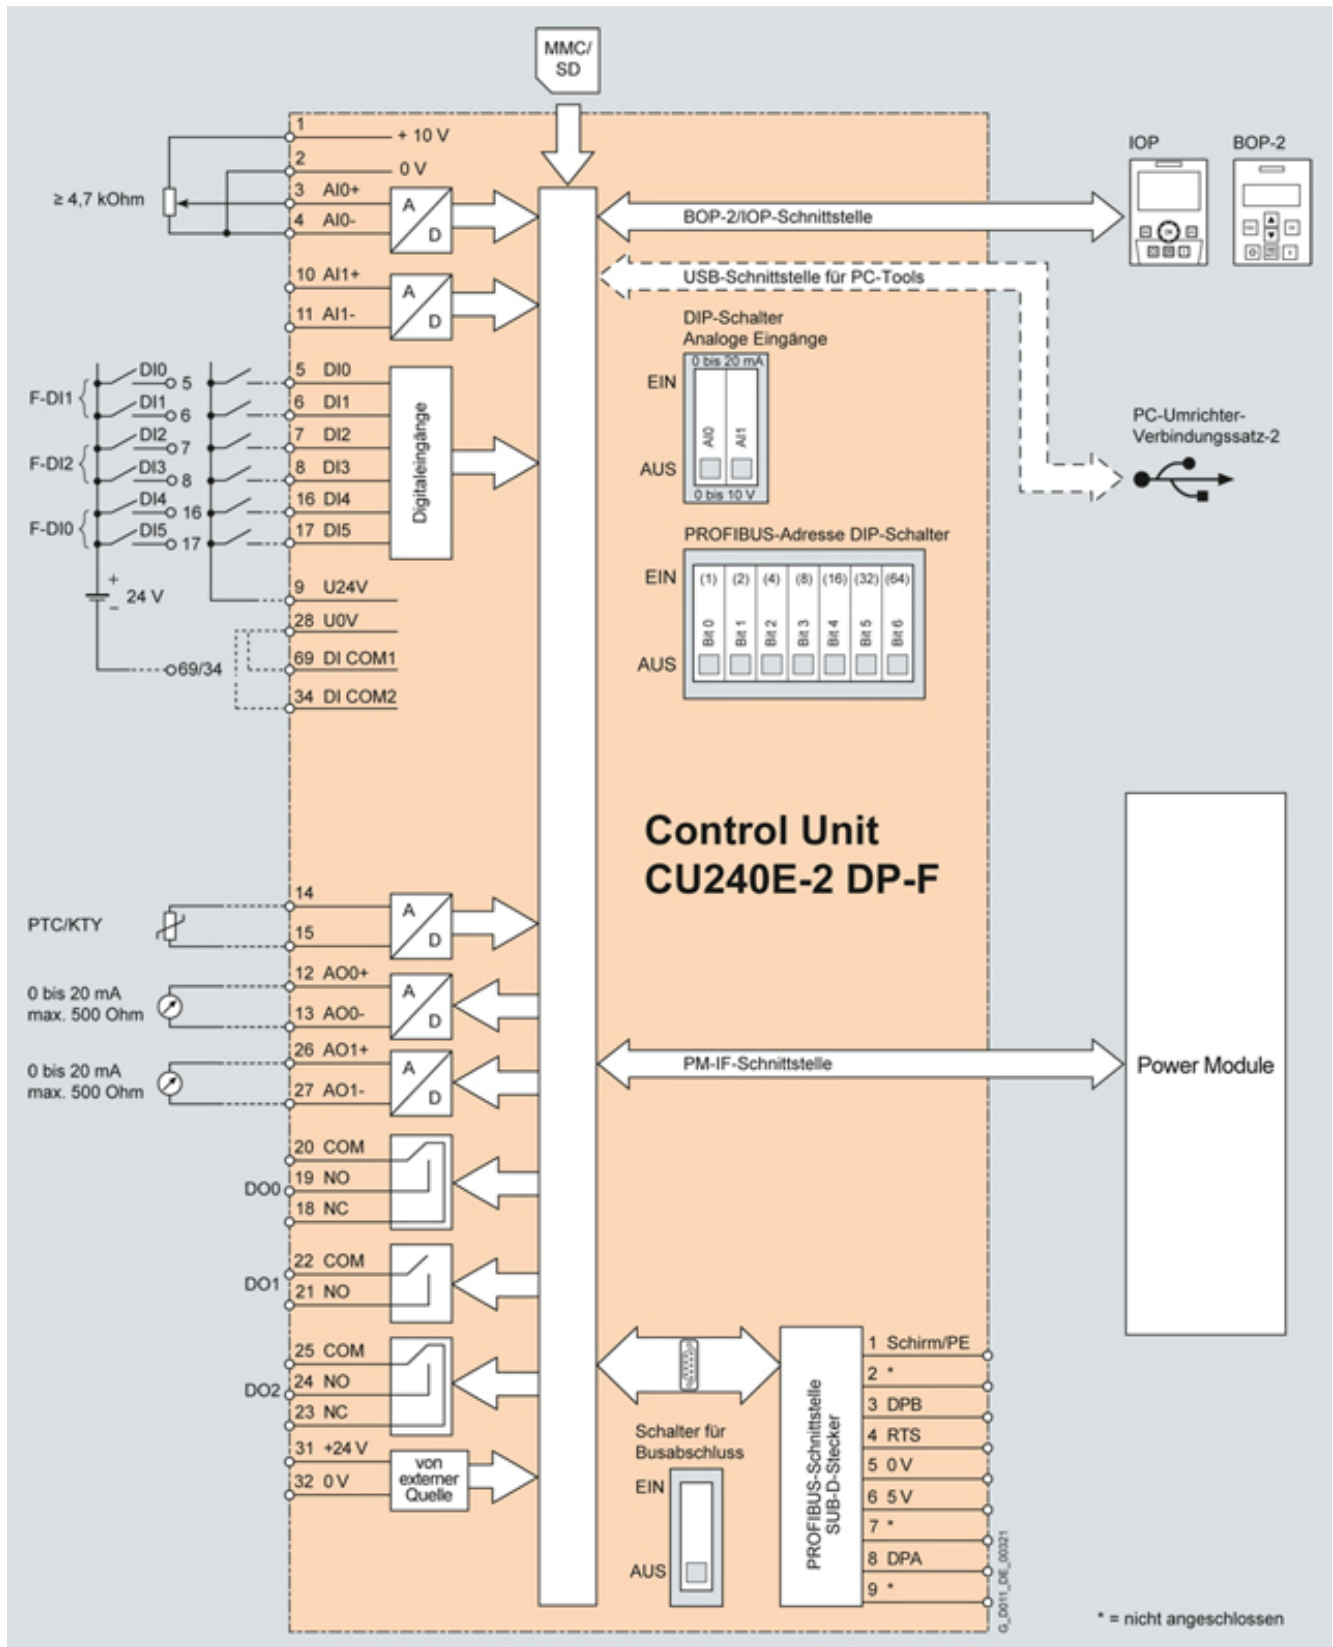 MMC/
SD
1
+ 10 V
2
0 V
≥ 4,7 kOhm
3 AI0+
4 AI0-
A
D
10 AI1+
11 AI1-
A
D
IOP
BOP-2
BOP-2/IOP-Schnittstelle
USB-Schnittstelle für PC-Tools
DIP-Schalter
Analoge Eingänge
0 bis 20 mA
EIN
AI0
AI1
AUS
0 bis 10 V
PC-Umrichter-
Verbindungssatz-2
F-DI1
F-DI2
F-DI0
DI0
5
DI1
6
DI2
7
DI3
8
DI4
16
DI5
17
5 DI0
6 DI1
7 DI2
8 DI3
16 DI4
17 DI5
Digitaleingänge
+
24 V
–
69/34
9 U24V
28 U0V
69 DI COM1
34 DI COM2
PROFIBUS-Adresse DIP-Schalter
EIN
(1) (2) (4) (8) (16) (32) (64)
Bit 0
Bit 1
Bit 2
Bit 3
Bit 4
Bit 5
Bit 6
AUS
Control Unit
CU240E-2 DP-F
PTC/KTY
14
15
A
D
0 bis 20 mA
max. 500 Ohm
12 AO0+
13 AO0-
A
D
0 bis 20 mA
max. 500 Ohm
26 AO1+
27 AO1-
A
D
PM-IF-Schnittstelle
Power Module
DO0
20 COM
19 NO
18 NC
DO1
22 COM
21 NO
DO2
25 COM
24 NO
23 NC
31 +24 V
32 0 V
von
externer
Quelle
Schalter für
Busabschluss
EIN
AUS
PROFIBUS-Schnittstelle
SUB-D-Stecker
1 Schirm/PE
2 *
3 DPB
4 RTS
5 0 V
6 5 V
7 *
8 DPA
9 *
G_D011_DE_00321
* = nicht angeschlossen